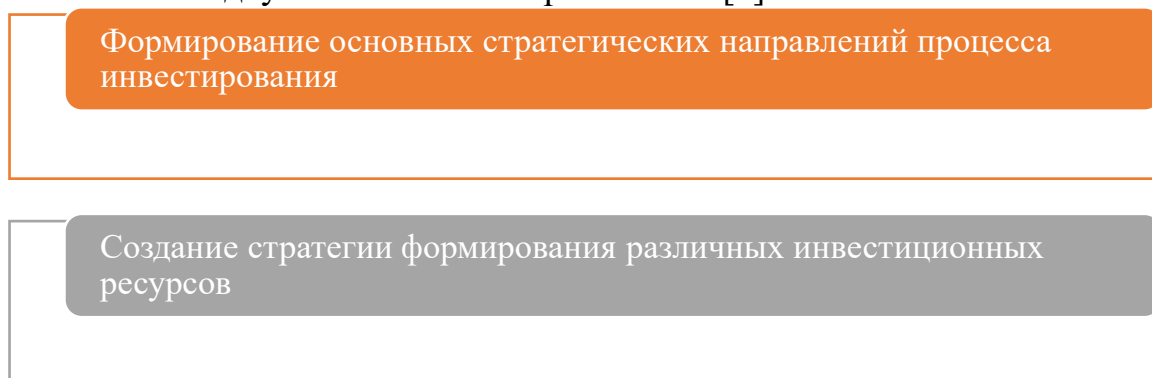 Формирование основных стратегических направлений процесса
инвестирования
Создание стратегии формирования различных инвестиционных
ресурсов